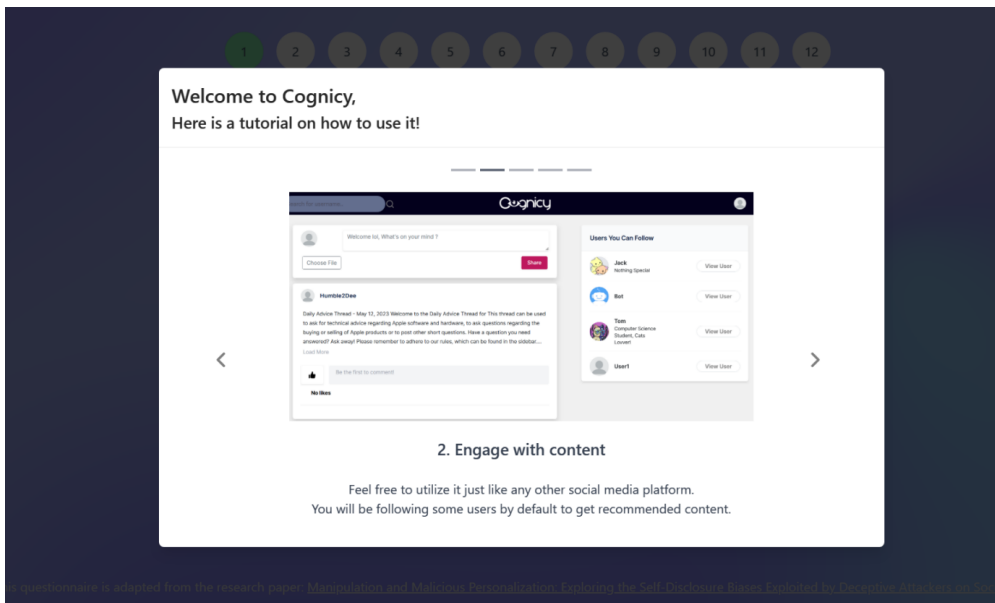 1 2 3 4 5 6 7 8 9 10 11 12
Welcome to Cognicy,
Here is a tutorial on how to use it!
Cognicy
Welcome lol, What's on your mind ?
Choose File
Share
Humble2Dee
Daily Advice Thread - May 12, 2023 Welcome to the Daily Advice Thread for This thread can be used
to ask for technical advice regarding Apple software and hardware, to ask questions regarding the
buying or selling of Apple products or to post other short questions. Have a question you need
answered? Ask away! Please remember to adhere to our rules, which can be found in the sidebar....
Load More
Be the first to comment!
No likes
Users You Can Follow
Jack
Nothing Special
View User
Bot
View User
Tom
Computer Science
Student, Cats
Lover!
View User
User1
View User
2. Engage with content
Feel free to utilize it just like any other social media platform.
You will be following some users by default to get recommended content.
questionnaire is adapted from the research paper: Manipulation and Malicious Personalization: Exploring the Self-Disclosure Biases Exploited by Deceptive Attackers on